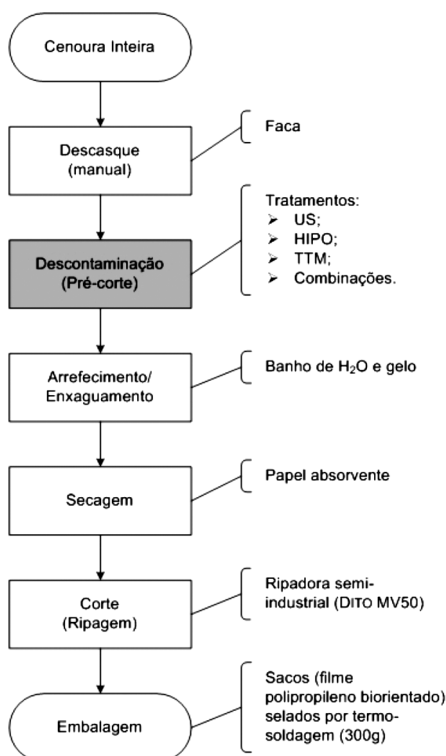 Cenoura Inteira
Descasque
(manual)
Faca
Descontaminação
(Pré-corte)
Tratamentos:
➢ US;
➢ HIPO;
➢ TTM;
➢ Combinações.
Arrefecimento/
Enxaguamento
Banho de H₂O e gelo
Secagem
Papel absorvente
Corte
(Ripagem)
Ripadora semi-
industrial (DITO MV50)
Embalagem
Sacos (filme
polipropileno biorientado)
selados por termo-
soldagem (300g)